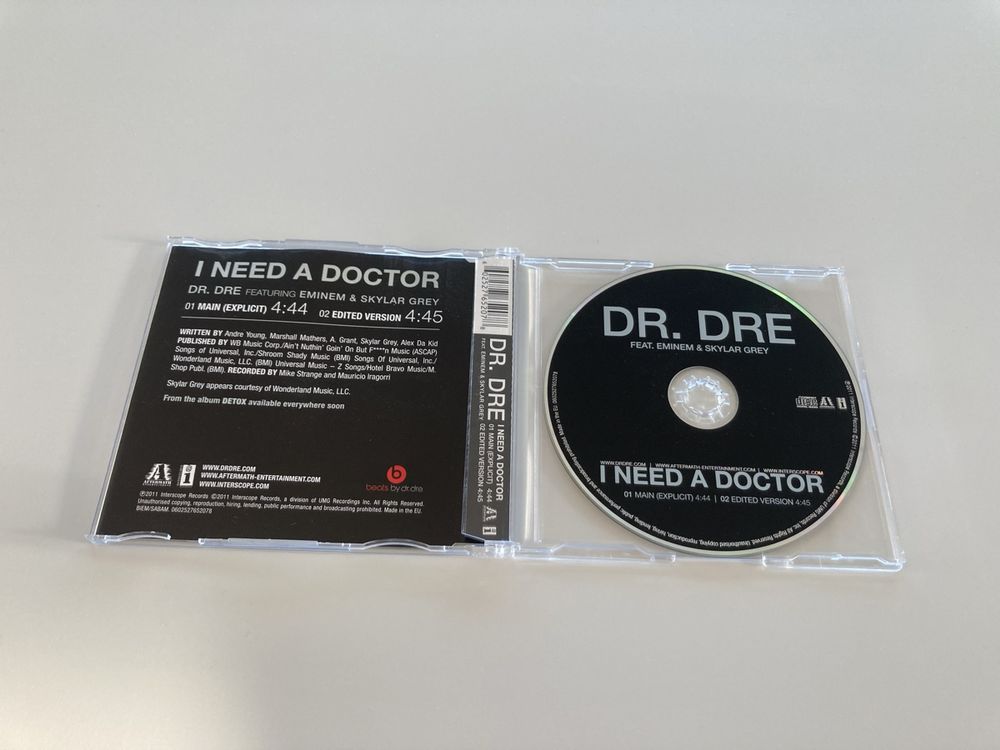 I NEED A DOCTOR
DR. DRE FEATURING EMINEM & SKYLAR GREY
01 MAIN (EXPLICIT) 4:44 02 EDITED VERSION 4:45
WRITTEN BY Andre Young, Marshall Mathers, A. Grant, Skylar Grey, Alex Da Kid
PUBLISHED BY WB Music Corp./Ain't Nuthin' Goin' On But F****n Music (ASCAP)
Songs of Universal, Inc./Shroom Shady Music (BMI) Songs Of Universal, Inc./
Wonderland Music, LLC. (BMI) Universal Music – Z Songs/Hotel Bravo Music/M.
Shop Publ. (BMI). RECORDED BY Mike Strange and Mauricio Iragorri
Skylar Grey appears courtesy of Wonderland Music, LLC.
From the album DETOX available everywhere soon
AFTERMATH
i
WWW.DRDRE.COM
WWW.AFTERMATH-ENTERTAINMENT.COM
WWW.INTERSCOPE.COM
b
beats by dr.dre
℗2011 Interscope Records ©2011 Interscope Records, a division of UMG Recordings Inc. All Rights Reserved.
Unauthorised copying, reproduction, hiring, lending, public performance and broadcasting prohibited. Made in the EU.
BIEM/SABAM. 0602527652078
02527 65207
DR. DRE
FEAT. EMINEM & SKYLAR GREY
I NEED A DOCTOR
01 MAIN (EXPLICIT) 4:44
02 EDITED VERSION 4:45
i
DR. DRE
FEAT. EMINEM & SKYLAR GREY
i
WWW.DRDRE.COM | WWW.AFTERMATH-ENTERTAINMENT.COM | WWW.INTERSCOPE.COM
I NEED A DOCTOR
01 MAIN (EXPLICIT) 4:44 | 02 EDITED VERSION 4:45